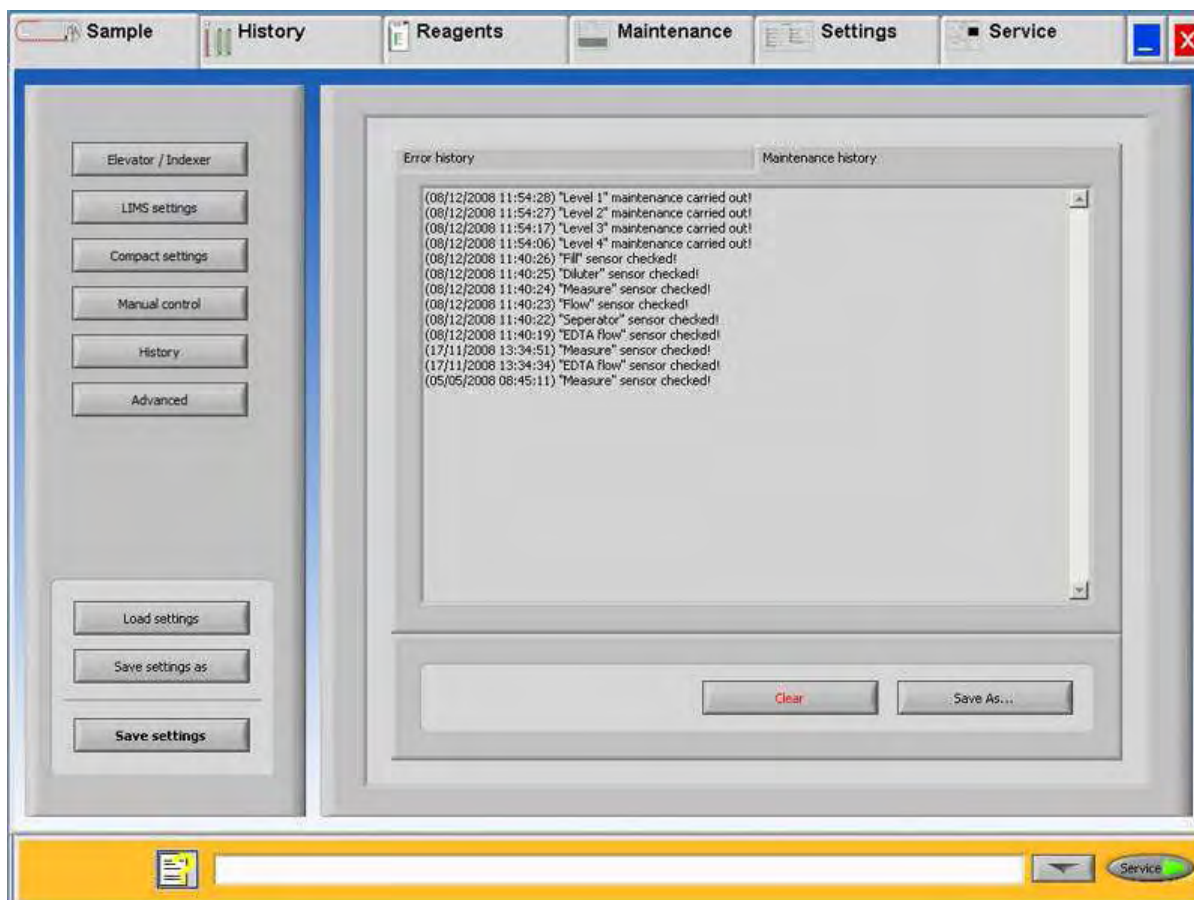 Sample History Reagents Maintenance Settings Service
Elevator / Indexer
LIMS settings
Compact settings
Manual control
History
Advanced
Load settings
Save settings as
Save settings
Error history Maintenance history
(08/12/2008 11:54:28) "Level 1" maintenance carried out!
(08/12/2008 11:54:27) "Level 2" maintenance carried out!
(08/12/2008 11:54:17) "Level 3" maintenance carried out!
(08/12/2008 11:54:06) "Level 4" maintenance carried out!
(08/12/2008 11:40:26) "Fill" sensor checked!
(08/12/2008 11:40:25) "Diluter" sensor checked!
(08/12/2008 11:40:24) "Measure" sensor checked!
(08/12/2008 11:40:23) "Flow" sensor checked!
(08/12/2008 11:40:22) "Seperator" sensor checked!
(08/12/2008 11:40:19) "EDTA flow" sensor checked!
(17/11/2008 13:34:51) "Measure" sensor checked!
(17/11/2008 13:34:34) "EDTA flow" sensor checked!
(05/05/2008 08:45:11) "Measure" sensor checked!
Clear Save As...
Service